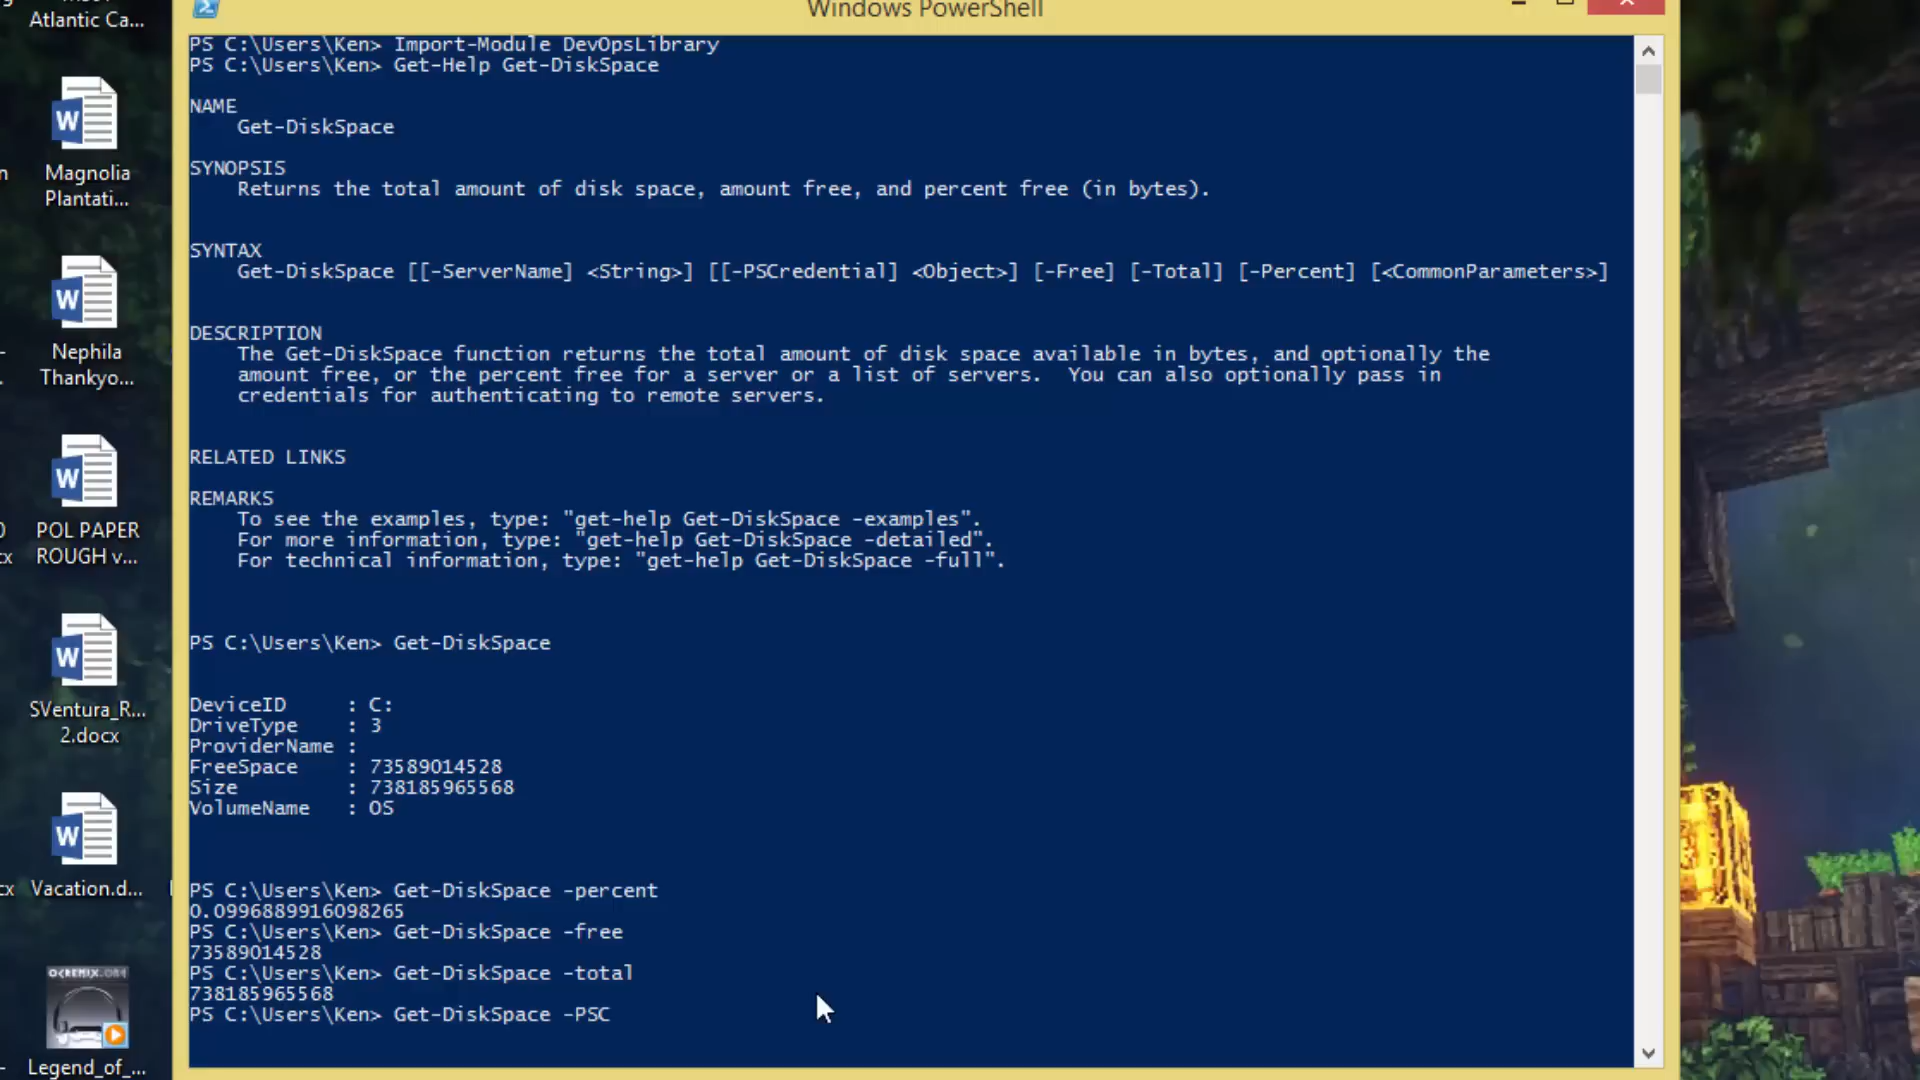 Atlantic Ca...
Magnolia
Plantati...
Nephila
Thankyo...
POL PAPER
ROUGH v...
SVentura_R...
2.docx
Vacation.d...
OCREMIX.ORG
Legend_of_...
Windows PowerShell
PS C:\Users\Ken> Import-Module DevOpsLibrary
PS C:\Users\Ken> Get-Help Get-DiskSpace
NAME
Get-DiskSpace
SYNOPSIS
Returns the total amount of disk space, amount free, and percent free (in bytes).
SYNTAX
Get-DiskSpace [[-ServerName] <String>] [[-PSCredential] <Object>] [-Free] [-Total] [-Percent] [<CommonParameters>]
DESCRIPTION
The Get-DiskSpace function returns the total amount of disk space available in bytes, and optionally the
amount free, or the percent free for a server or a list of servers.  You can also optionally pass in
credentials for authenticating to remote servers.
RELATED LINKS
REMARKS
To see the examples, type: "get-help Get-DiskSpace -examples".
For more information, type: "get-help Get-DiskSpace -detailed".
For technical information, type: "get-help Get-DiskSpace -full".
PS C:\Users\Ken> Get-DiskSpace
DeviceID     : C:
DriveType    : 3
ProviderName :
FreeSpace    : 73589014528
Size         : 738185965568
VolumeName   : OS
PS C:\Users\Ken> Get-DiskSpace -percent
0.0996889916098265
PS C:\Users\Ken> Get-DiskSpace -free
73589014528
PS C:\Users\Ken> Get-DiskSpace -total
738185965568
PS C:\Users\Ken> Get-DiskSpace -PSC